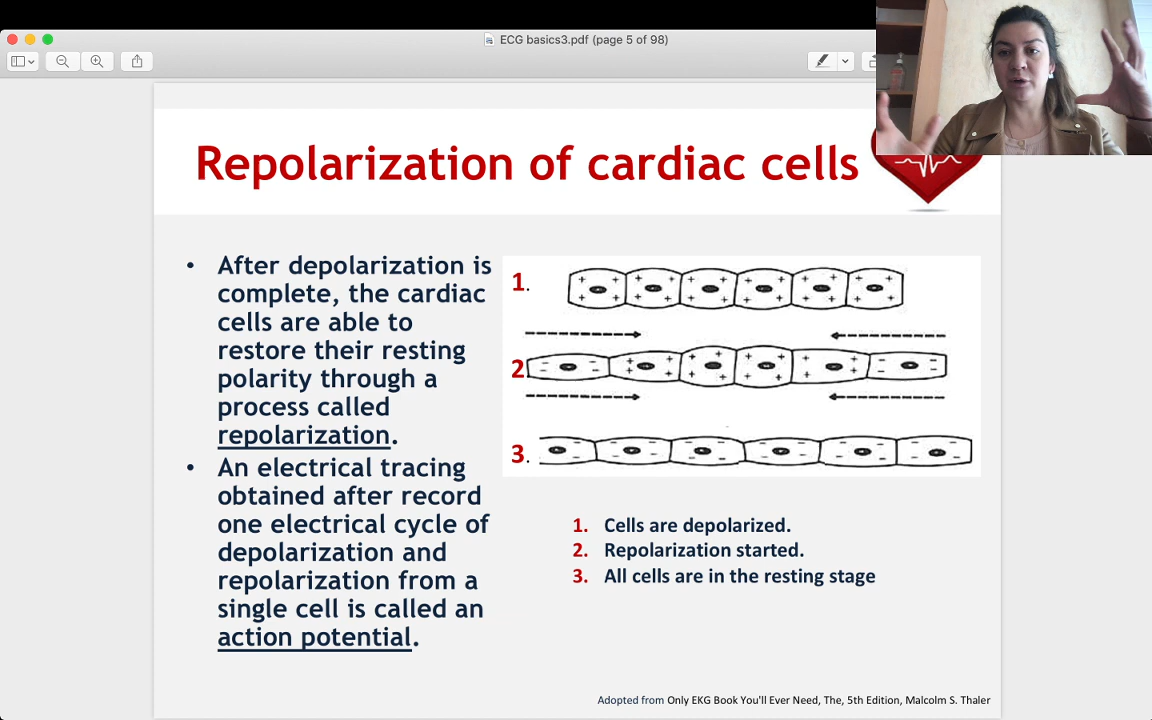 ECG basics3.pdf (page 5 of 98)
Repolarization of cardiac cells
• After depolarization is
complete, the cardiac
cells are able to
restore their resting
polarity through a
process called
repolarization.
• An electrical tracing
obtained after record
one electrical cycle of
depolarization and
repolarization from a
single cell is called an
action potential.
1.
2
3.
1. Cells are depolarized.
2. Repolarization started.
3. All cells are in the resting stage
Adopted from Only EKG Book You'll Ever Need, The, 5th Edition, Malcolm S. Thaler